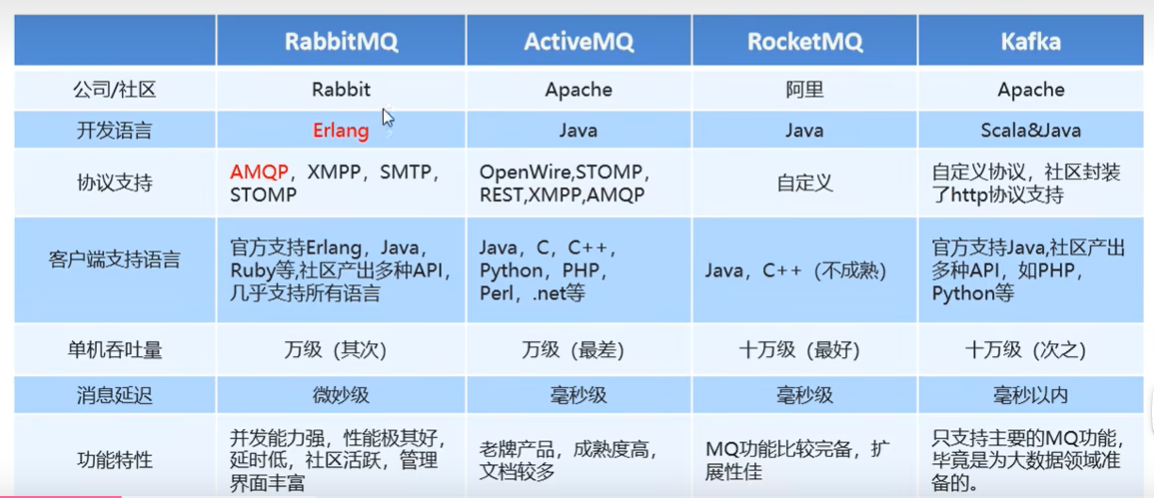 RabbitMQ ActiveMQ RocketMQ Kafka
公司/社区 Rabbit Apache 阿里 Apache
开发语言 Erlang Java Java Scala&Java
协议支持
AMQP，XMPP，SMTP，
STOMP
OpenWire,STOMP，
REST,XMPP,AMQP
自定义
自定义协议，社区封装
了http协议支持
客户端支持语言
官方支持Erlang，Java，
Ruby等,社区产出多种API，
几乎支持所有语言
Java，C，C++，
Python，PHP，
Perl，.net等
Java，C++（不成熟）
官方支持Java,社区产出
多种API，如PHP，
Python等
单机吞吐量 万级（其次） 万级（最差） 十万级（最好） 十万级（次之）
消息延迟 微妙级 毫秒级 毫秒级 毫秒以内
功能特性
并发能力强，性能极其好，
延时低，社区活跃，管理
界面丰富
老牌产品，成熟度高，
文档较多
MQ功能比较完备，扩
展性佳
只支持主要的MQ功能，
毕竟是为大数据领域准
备的。